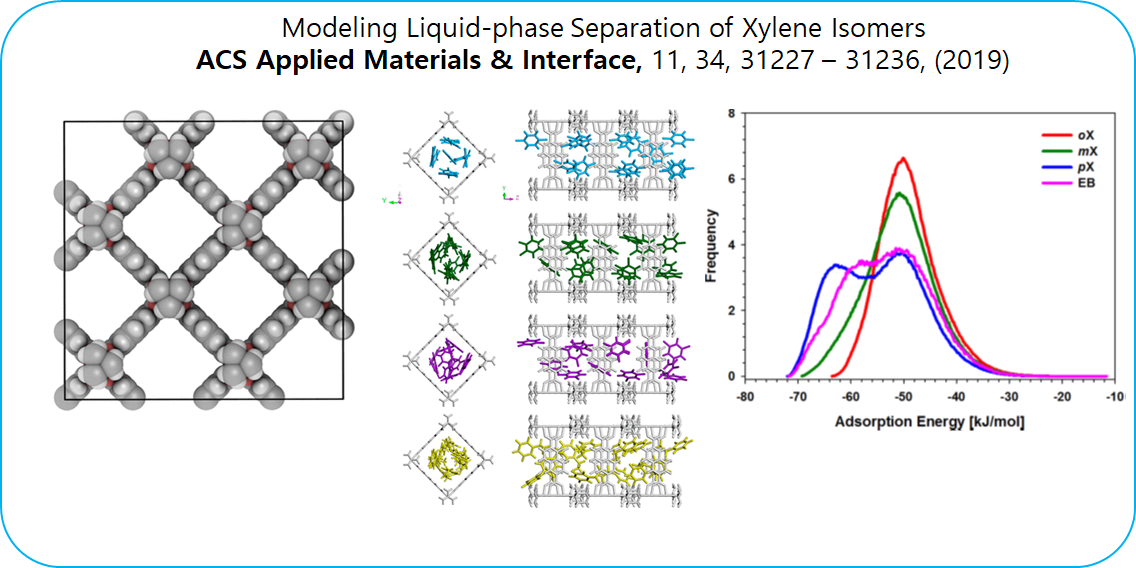 Modeling Liquid-phase Separation of Xylene Isomers
ACS Applied Materials & Interface, 11, 34, 31227 – 31236, (2019)
Y
Z
Y
Z
8
6
4
2
0
Frequency
oX
mX
pX
EB
-80 -70 -60 -50 -40 -30 -20 -10
Adsorption Energy [kJ/mol]